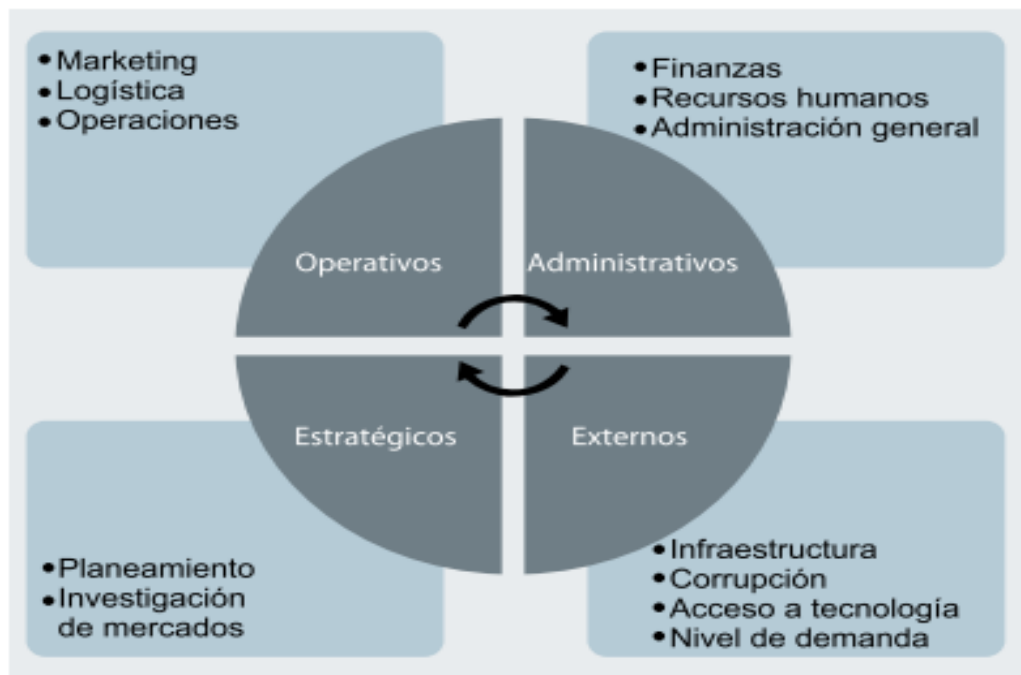 • Marketing
• Logística
• Operaciones
• Finanzas
• Recursos humanos
• Administración general
Operativos
Administrativos
Estratégicos
Externos
• Planeamiento
• Investigación
de mercados
• Infraestructura
• Corrupción
• Acceso a tecnología
• Nivel de demanda